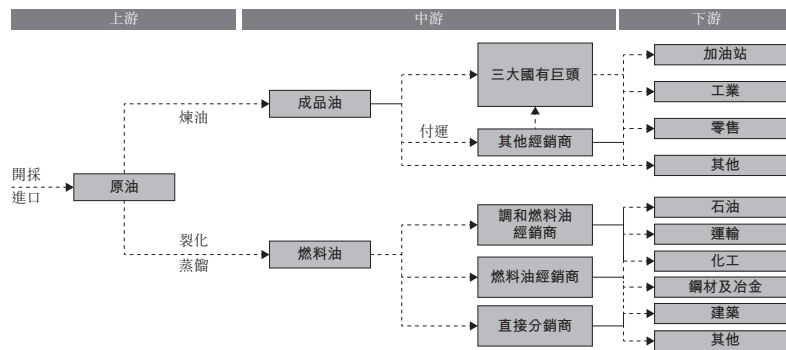 上游
中游
下游
開採
進口
原油
煉油
裂化
蒸餾
成品油
燃料油
付運
三大國有巨頭
其他經銷商
調和燃料油
經銷商
燃料油經銷商
直接分銷商
加油站
工業
零售
其他
石油
運輸
化工
鋼材及冶金
建築
其他